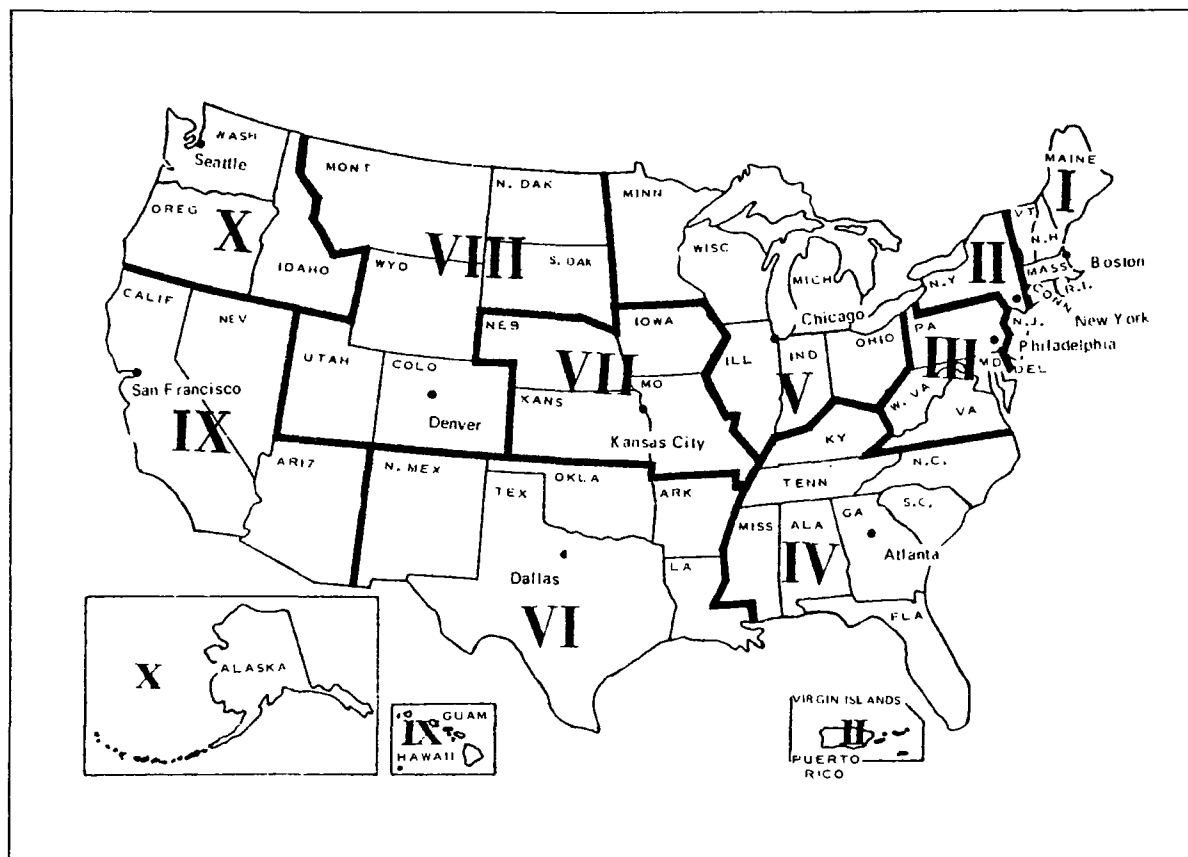 WASH
Seattle
MONT
N. DAK
MINN
MAINE
I
OREG
X
IDAHO
WYO
VIII
S. DAK
WISC
MICH
VT
N.H
II
N.Y
MASS
Boston
CONN
R.I.
CALIF
NEV
NEB
IOWA
Chicago
PA
N.J.
New York
UTAH
COLO
VII
ILL
IND
OHIO
III
Philadelphia
MD
DEL
San Francisco
IX
Denver
KANS
MO
V
W. VA
VA
Kansas City
KY
ARIZ
N. MEX
TEX
OKLA
ARK
TENN
N.C.
MISS
ALA
GA
S.C.
Dallas
LA
IV
Atlanta
VI
FLA
X
ALASKA
IX
GUAM
HAWAII
VIRGIN ISLANDS
II
PUERTO
RICO